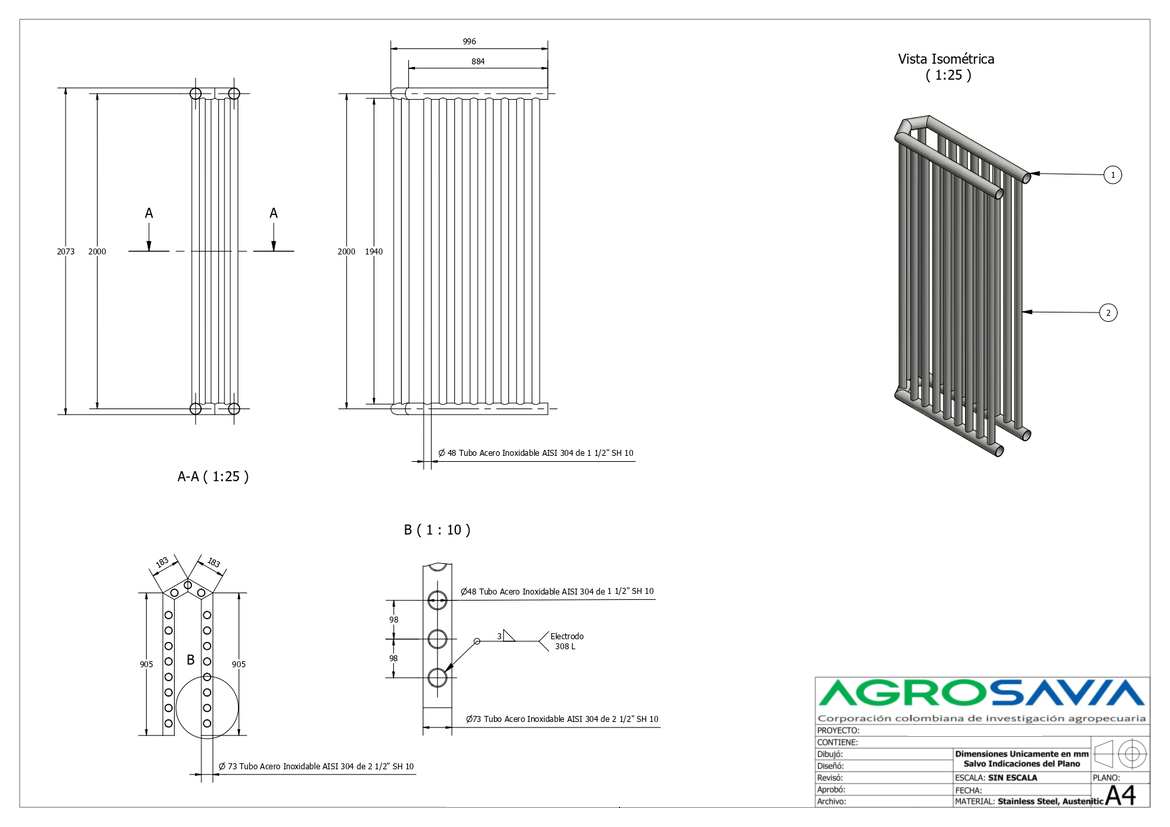 996
884
Vista Isométrica
( 1:25 )
1
A
A
2073
2000
2000
1940
2
Ø 48 Tubo Acero Inoxidable AISI 304 de 1 1/2" SH 10
A-A ( 1:25 )
B ( 1 : 10 )
183
183
Ø48 Tubo Acero Inoxidable AISI 304 de 1 1/2" SH 10
98
3
Electrodo
308 L
98
905
B
905
Ø73 Tubo Acero Inoxidable AISI 304 de 2 1/2" SH 10
Ø 73 Tubo Acero Inoxidable AISI 304 de 2 1/2" SH 10
AGROSAVIA
Corporación colombiana de investigación agropecuaria
PROYECTO:
CONTIENE:
Dibujó:
Diseñó:
Revisó:
Aprobó:
Archivo:
Dimensiones Unicamente en mm
Salvo Indicaciones del Plano
ESCALA: SIN ESCALA
PLANO:
FECHA:
MATERIAL: Stainless Steel, Austenitic
A4